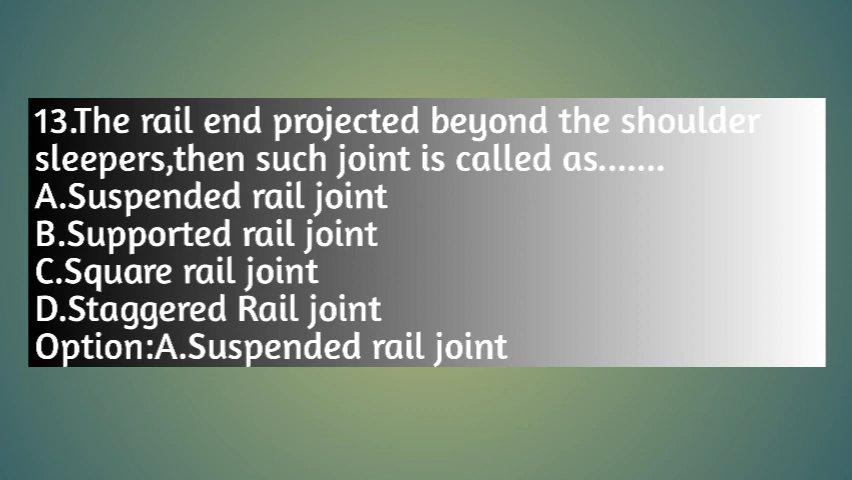 13.The rail end projected beyond the shoulder
sleepers,then such joint is called as.......
A.Suspended rail joint
B.Supported rail joint
C.Square rail joint
D.Staggered Rail joint
Option:A.Suspended rail joint